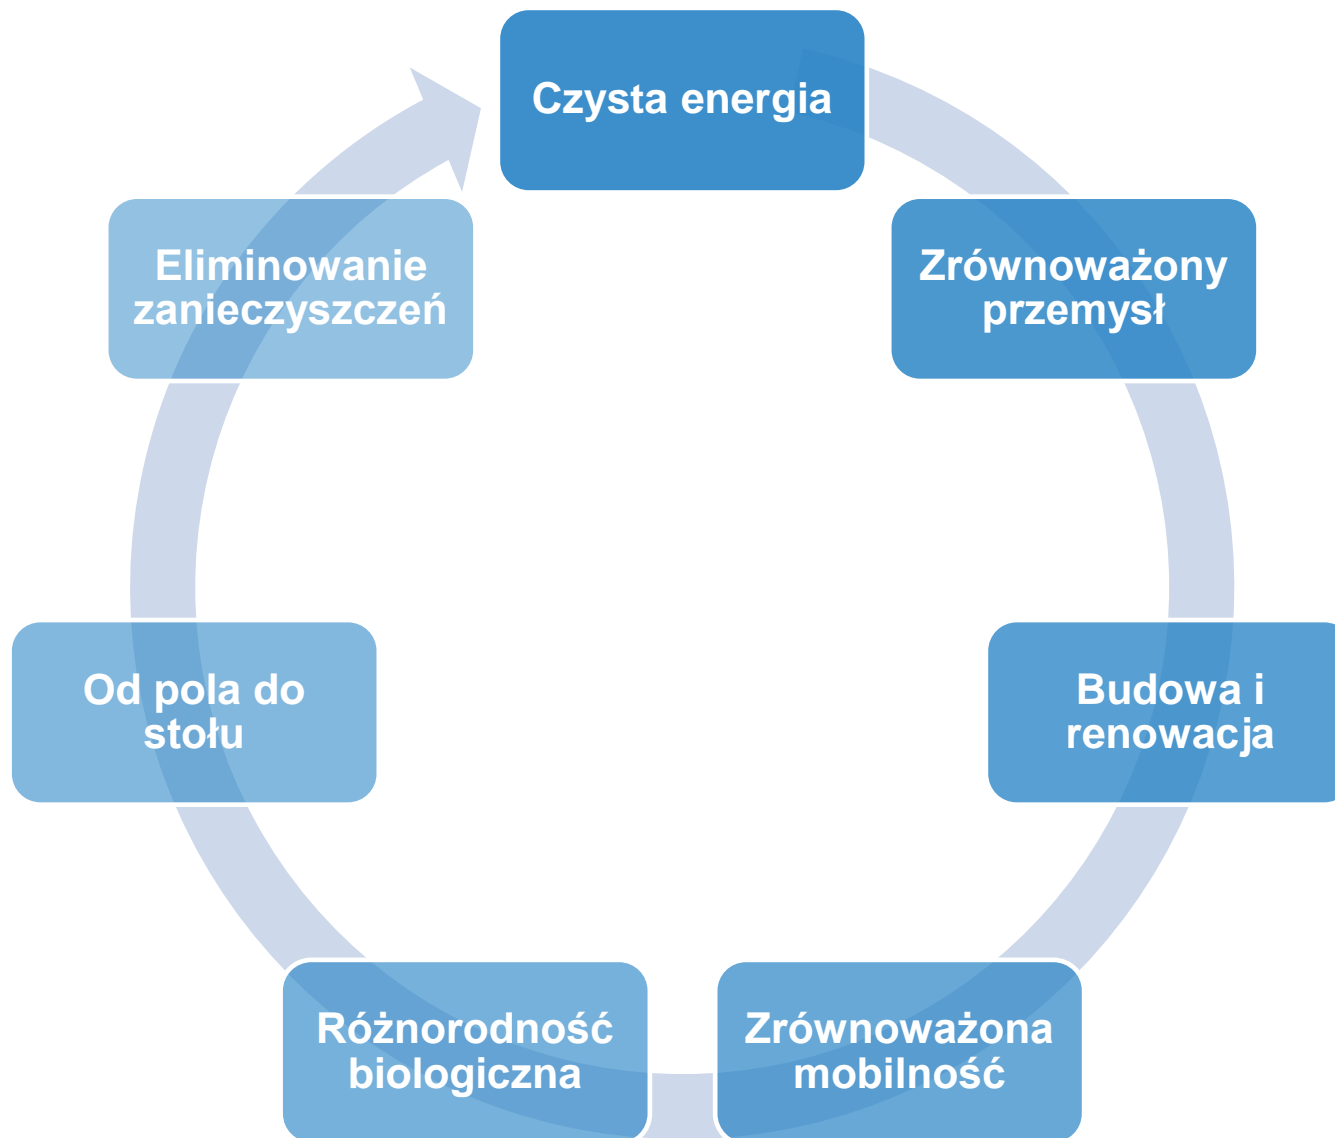 Czysta energia
Zrównoważony
przemysł
Budowa i
renowacja
Zrównoważona
mobilność
Różnorodność
biologiczna
Od pola do
stołu
Eliminowanie
zanieczyszczeń